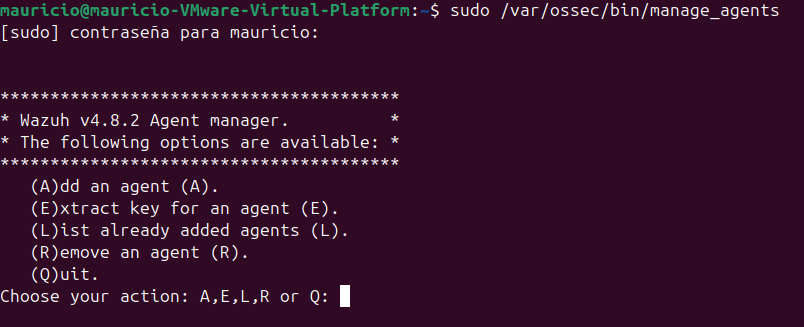 mauricio@mauricio-VMware-Virtual-Platform:~$ sudo /var/ossec/bin/manage_agents
[sudo] contraseña para mauricio:
****************************************
* Wazuh v4.8.2 Agent manager.          *
* The following options are available: *
****************************************
   (A)dd an agent (A).
   (E)xtract key for an agent (E).
   (L)ist already added agents (L).
   (R)emove an agent (R).
   (Q)uit.
Choose your action: A,E,L,R or Q: